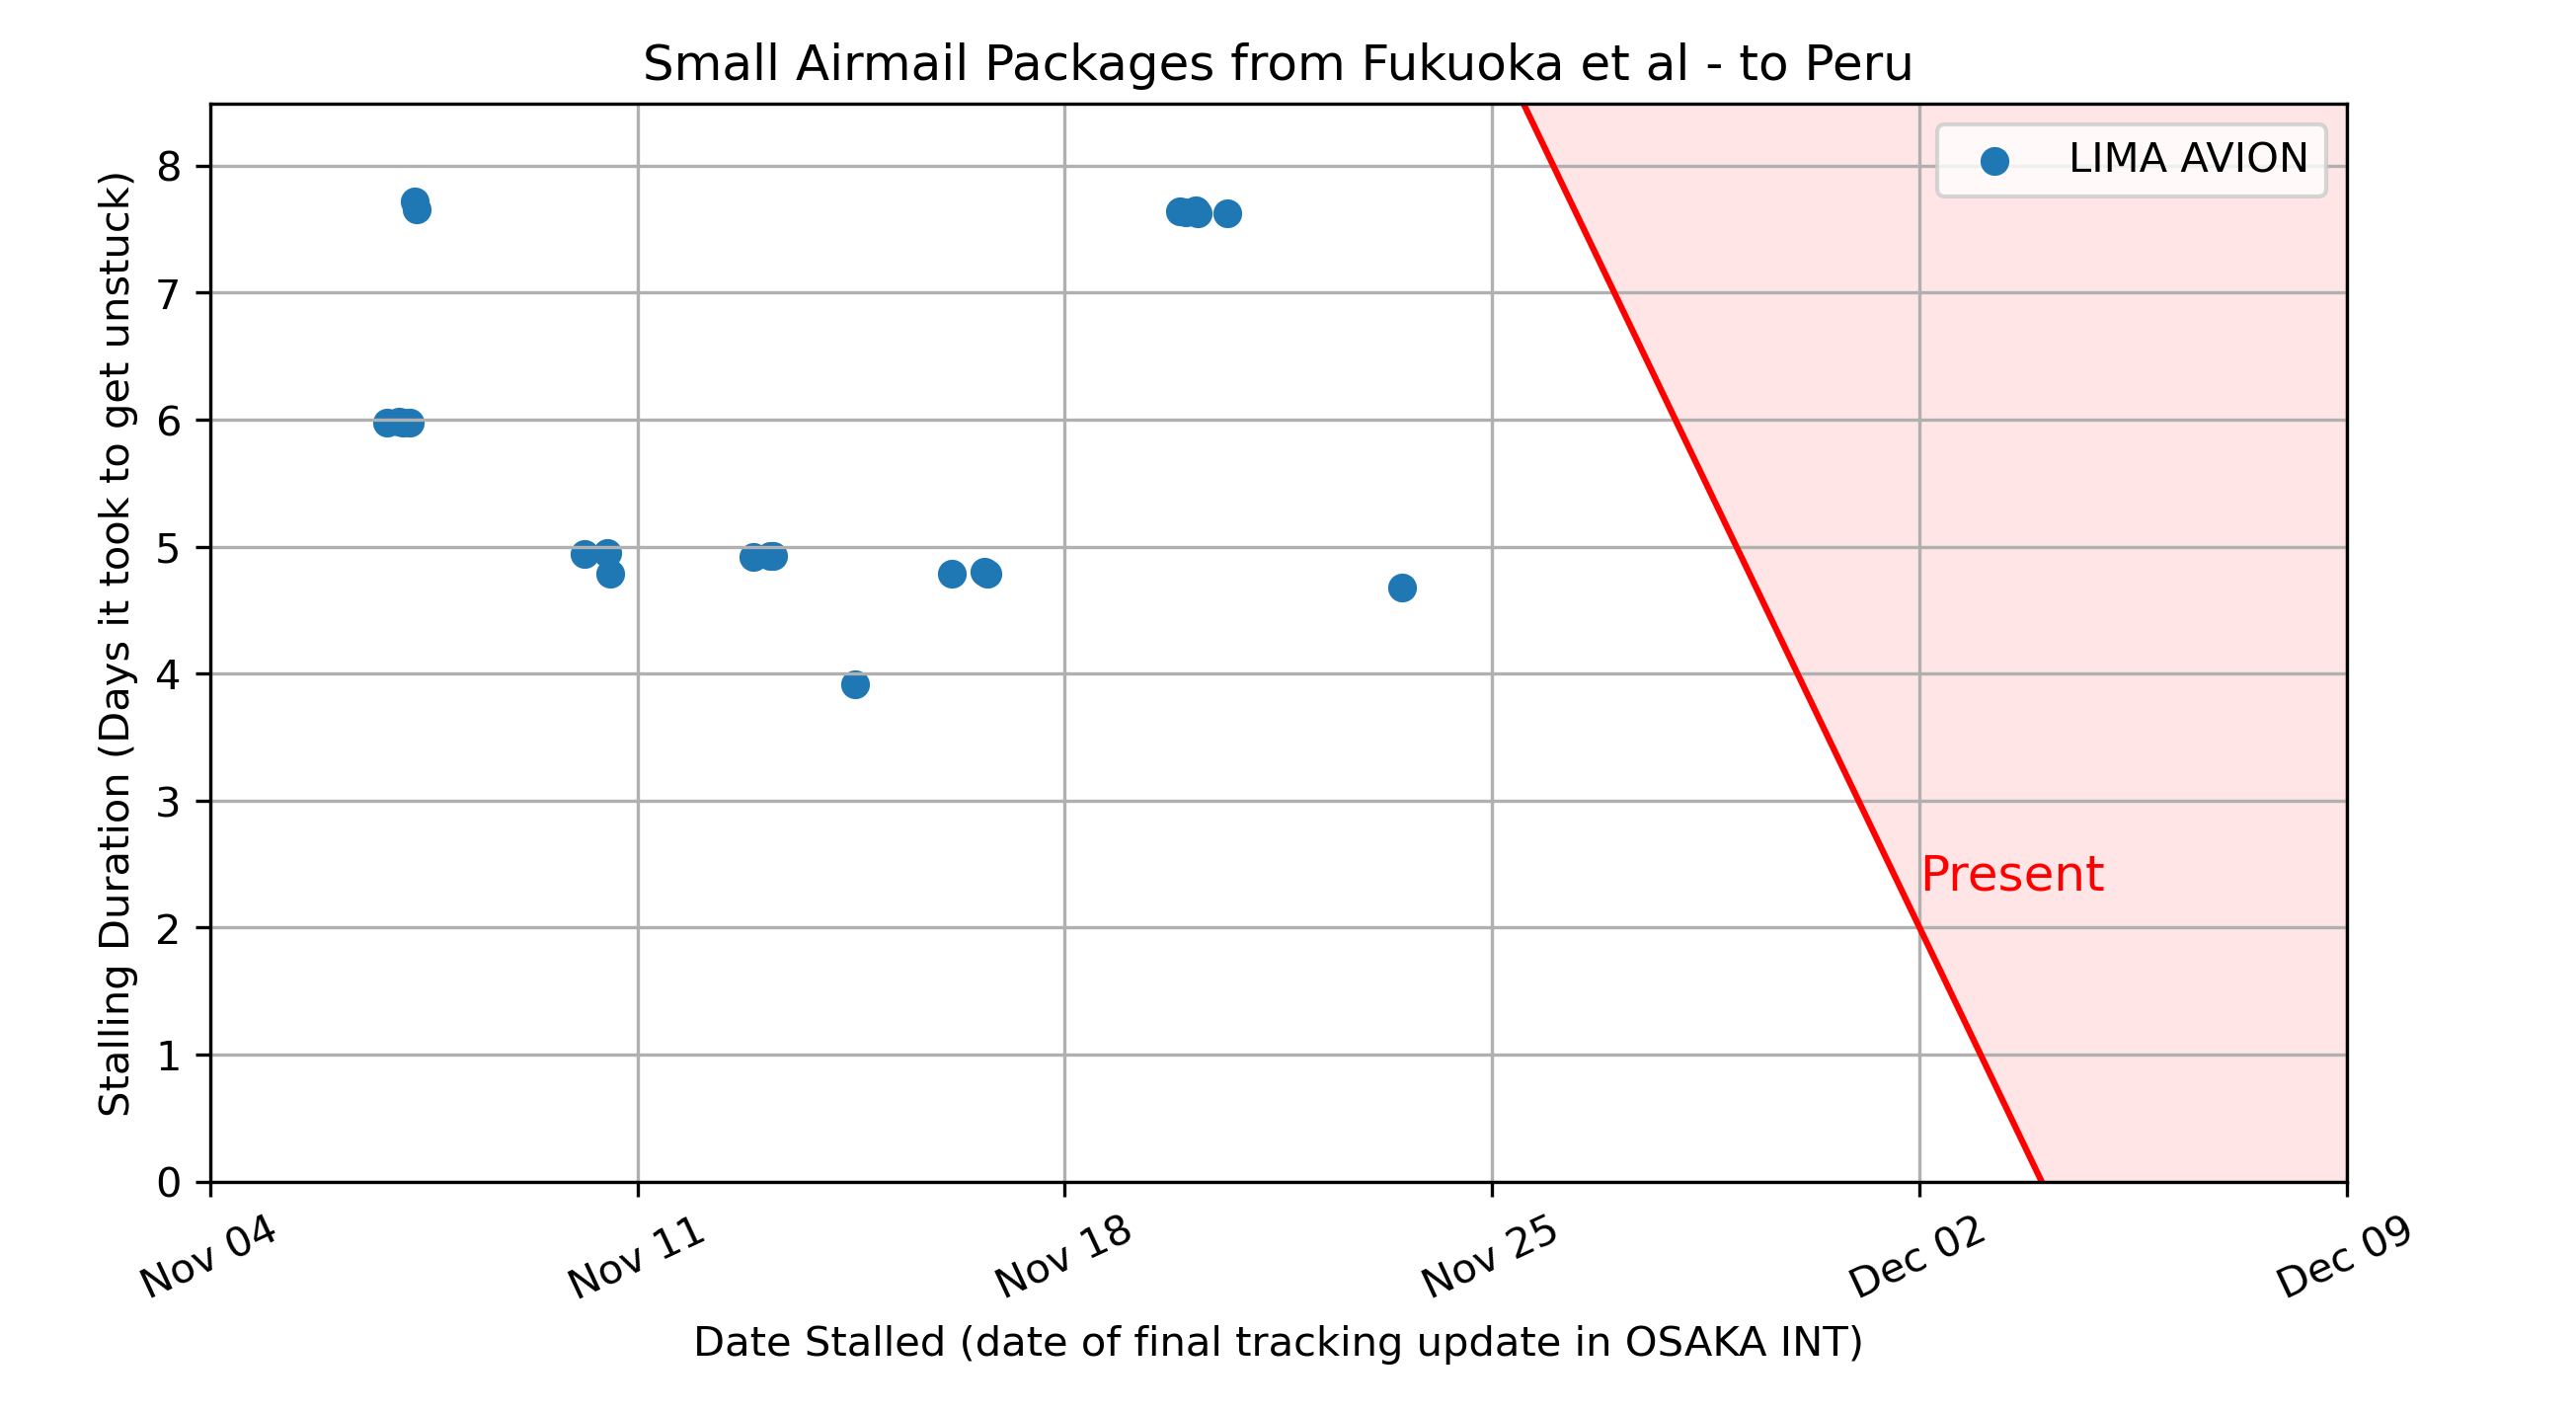 Small Airmail Packages from Fukuoka et al - to Peru
LIMA AVION
Stalling Duration (Days it took to get unstuck)
8
7
6
5
4
3
2
1
0
Present
Nov 04
Nov 11
Nov 18
Nov 25
Dec 02
Dec 09
Date Stalled (date of final tracking update in OSAKA INT)